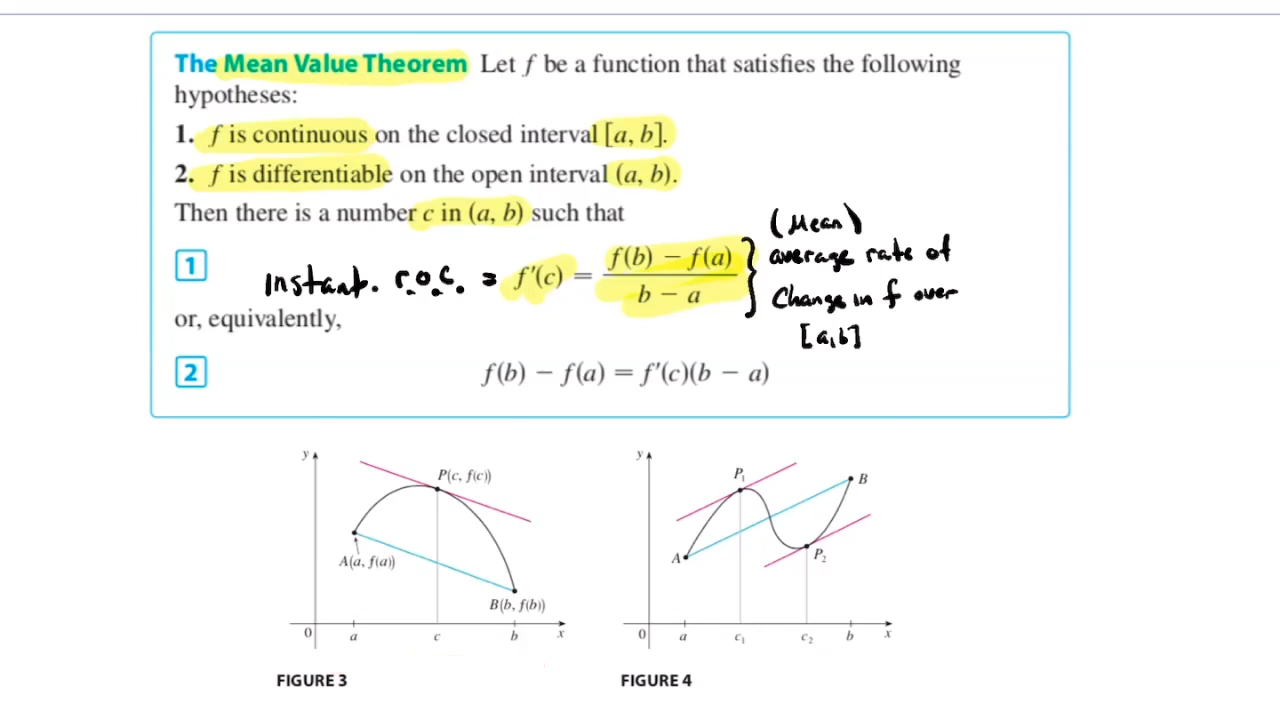 The Mean Value Theorem Let f be a function that satisfies the following
hypotheses:
1. f is continuous on the closed interval [a, b].
2. f is differentiable on the open interval (a, b).
Then there is a number c in (a, b) such that
(Mean)
1 Instant. r.o.c. = f'(c) = f(b) − f(a) / b − a } average rate of
Change in f over
[a,b]
or, equivalently,
2 f(b) − f(a) = f'(c)(b − a)
y
P(c, f(c))
A(a, f(a))
B(b, f(b))
0 a c b x
FIGURE 3
y
P₁
B
A
P₂
0 a c₁ c₂ b x
FIGURE 4